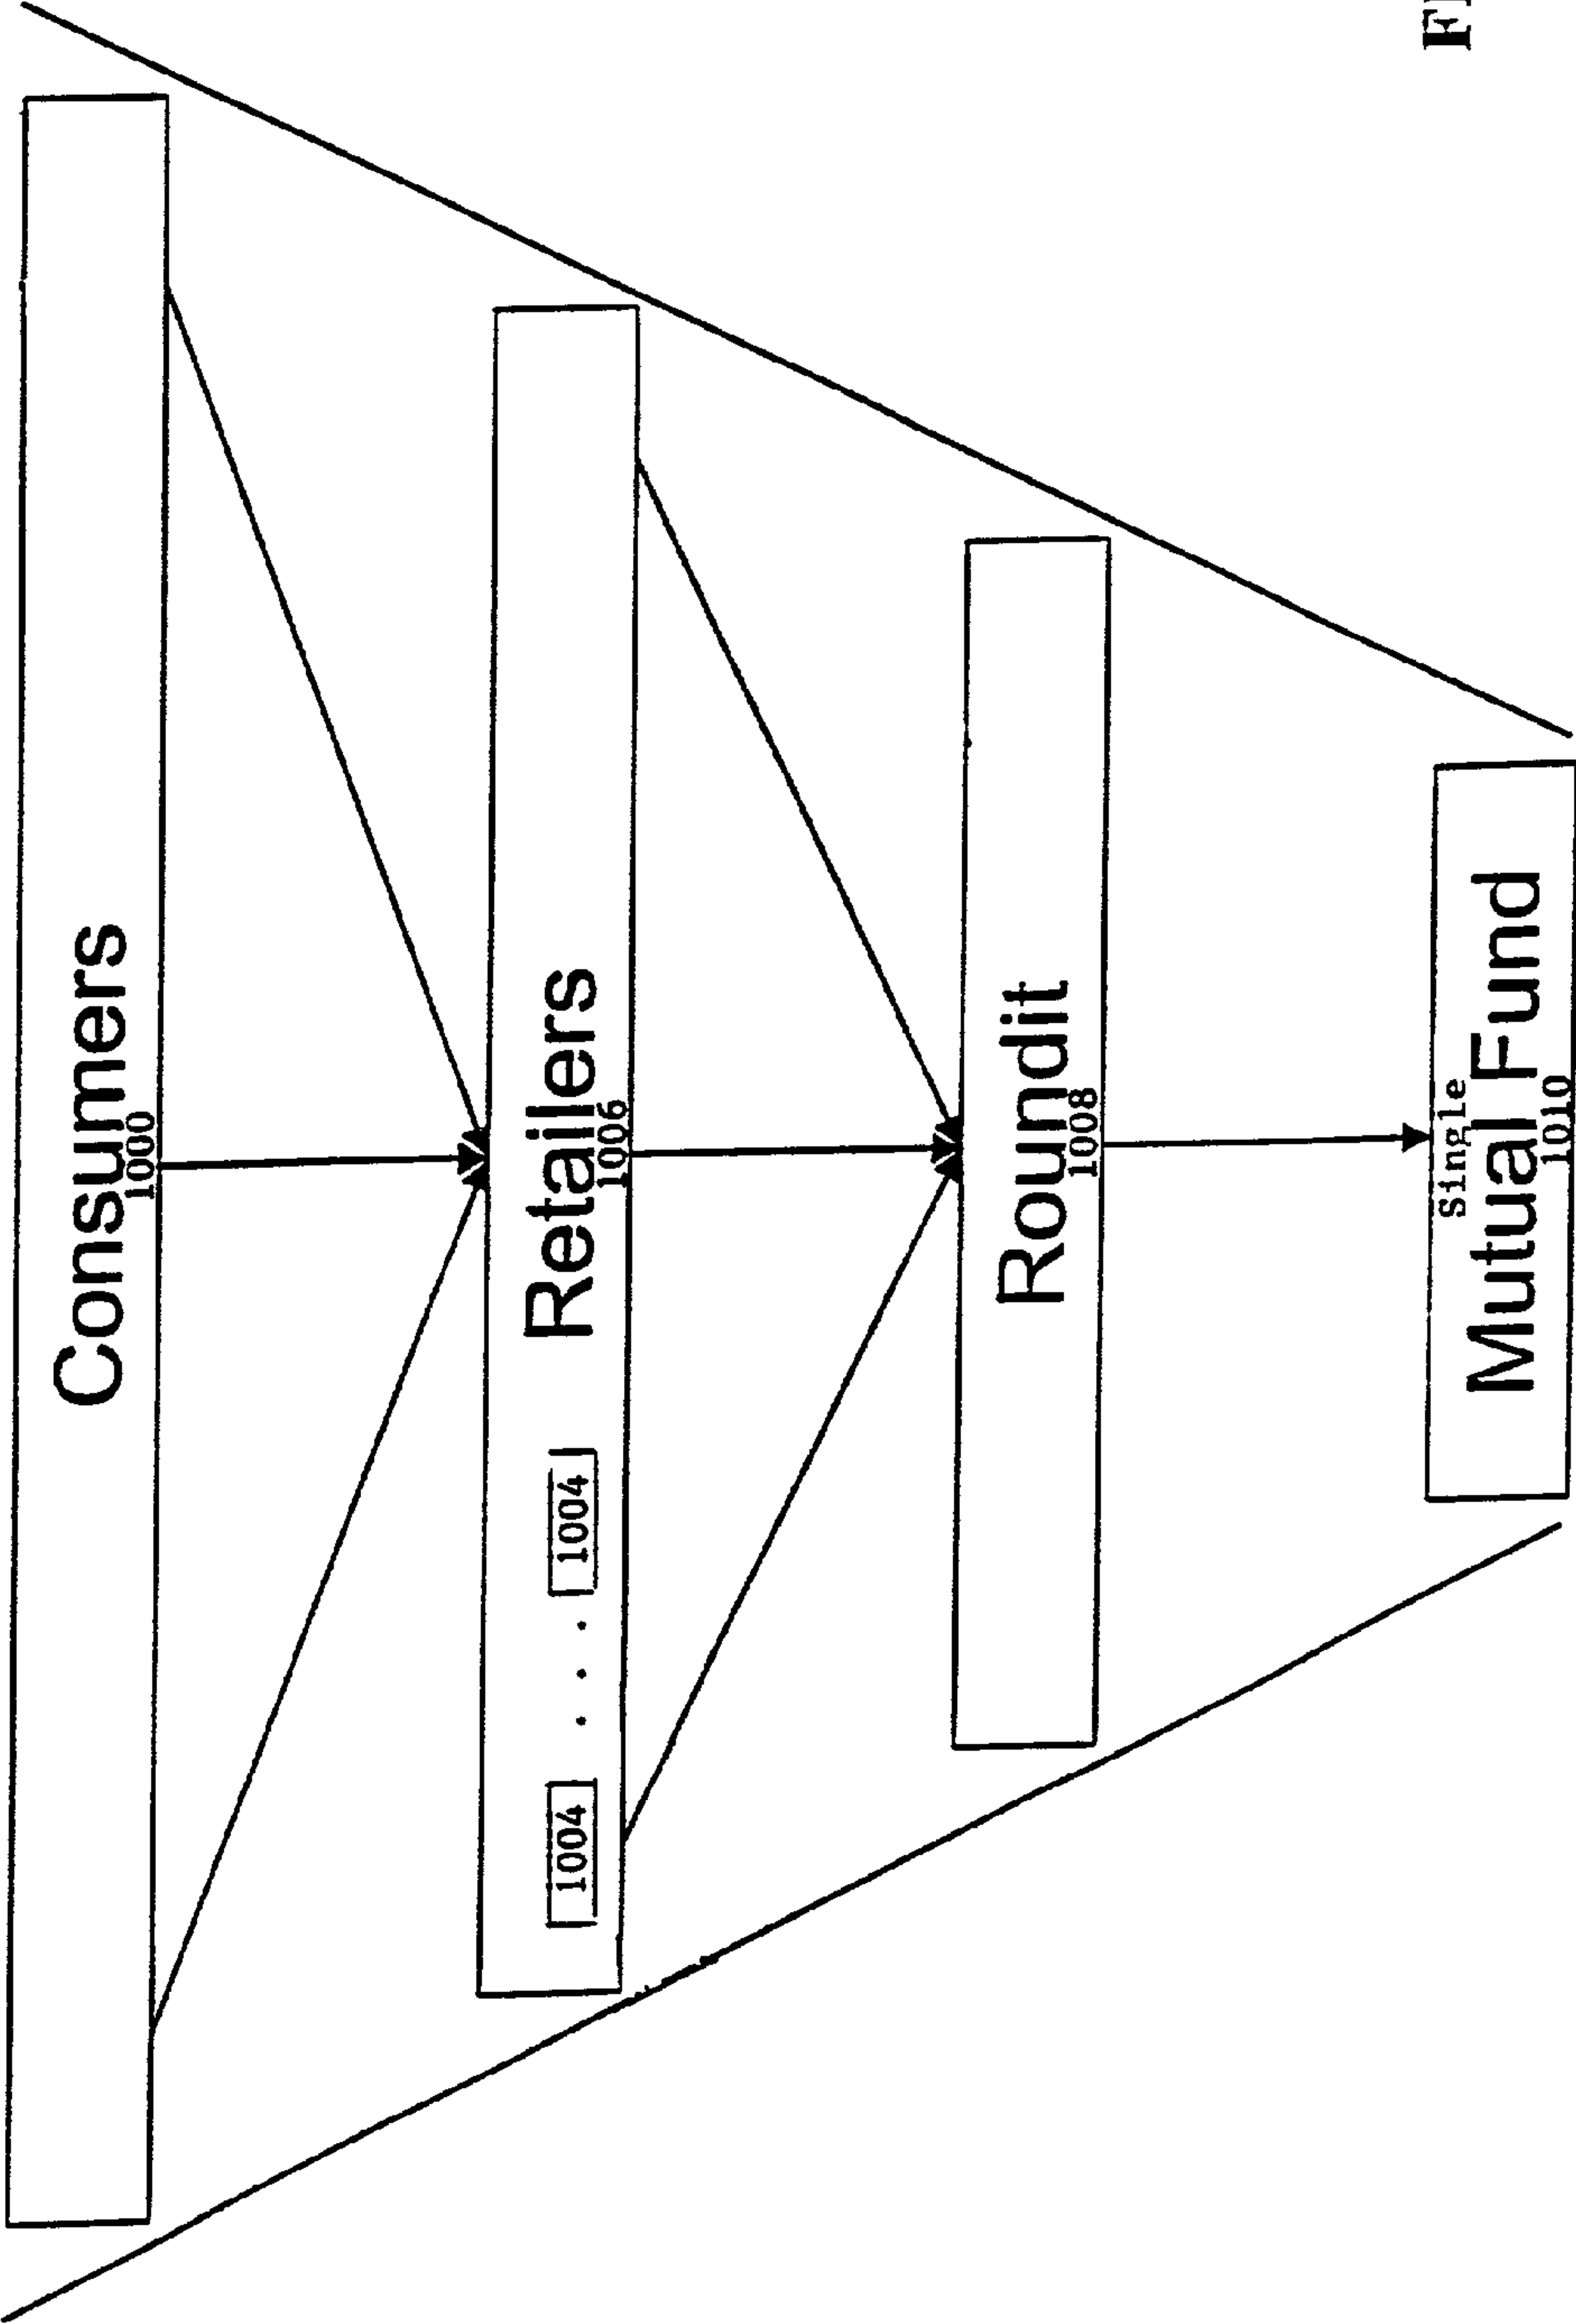 Consumers
1000
1004 . . . 1004 Retailers
1006
Roundit
1008
Single
Mutual Fund
1010